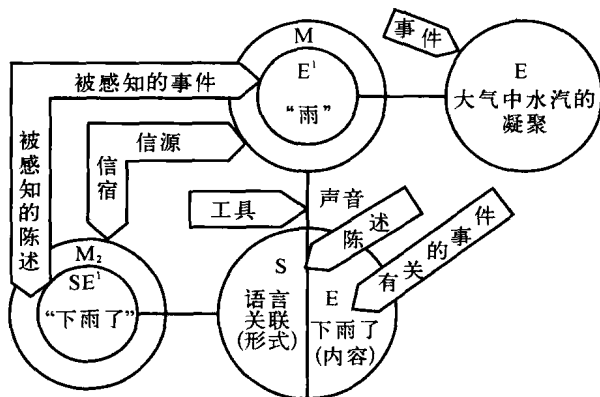 事件
M
E¹
“雨”
E
大气中水汽的
凝聚
被感知的事件
被感知的陈述
信源
信宿
工具
声音
陈述
有关的事件
M₂
SE¹
“下雨了”
S
语言
关联
(形式)
E
下雨了
(内容)